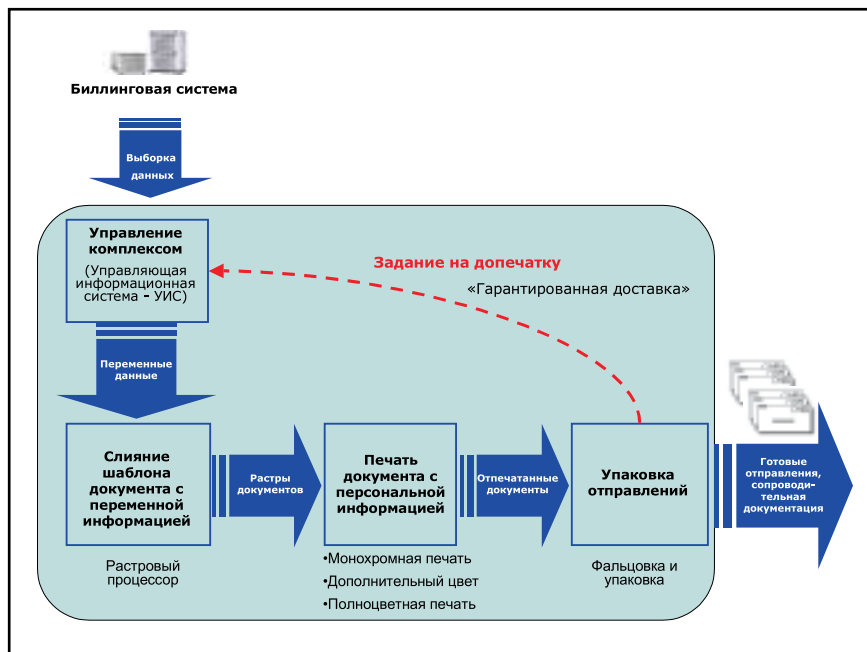 Биллинговая система
Выборка
данных
Управление
комплексом
(Управляющая
информационная
система - УИС)
Задание на допечатку
«Гарантированная доставка»
Переменные
данные
Слияние
шаблона
документа с
переменной
информацией
Растры
документов
Печать
документа с
персональной
информацией
Отпечатанные
документы
Упаковка
отправлений
Готовые
отправления,
сопроводи-
тельная
документация
Растровый
процессор
•Монохромная печать
•Дополнительный цвет
•Полноцветная печать
Фальцовка и
упаковка